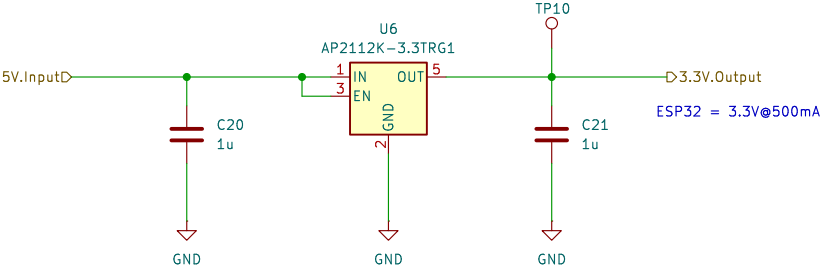 TP10
U6
AP2112K-3.3TRG1
5V.Input
1
IN
OUT
5
3.3V.Output
3
EN
ESP32 = 3.3V@500mA
GND
C20
1u
C21
1u
2
GND
GND
GND